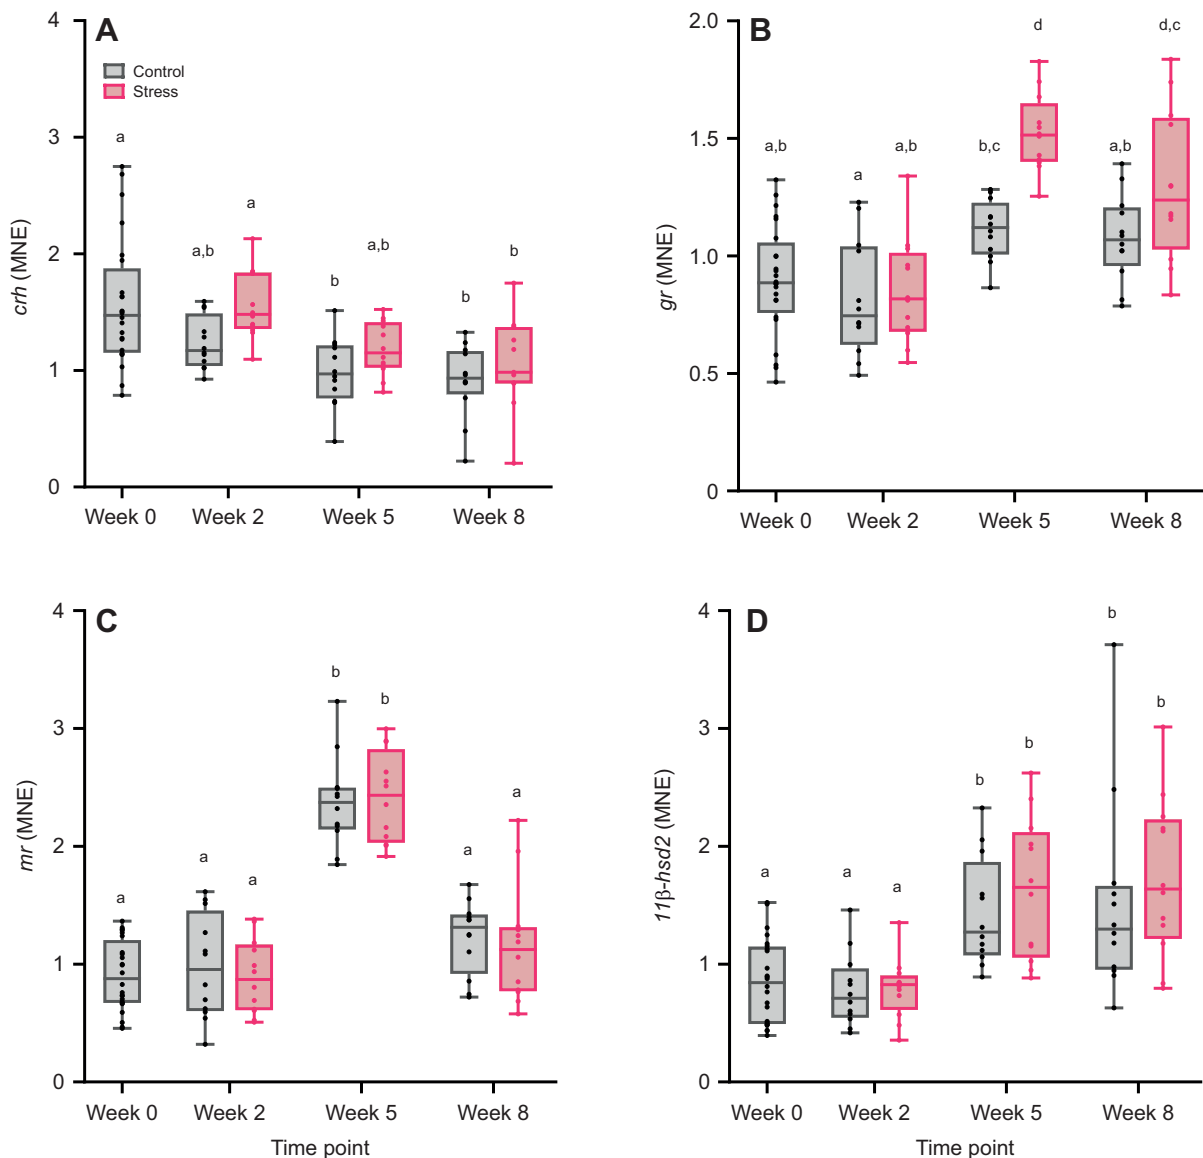 A
Control
Stress
crh (MNE)
4
3
2
1
0
a
a,b
a
b
a,b
b
b
Week 0
Week 2
Week 5
Week 8
B
gr (MNE)
2.0
1.5
1.0
0.5
0
a,b
a
a,b
b,c
d
a,b
d,c
Week 0
Week 2
Week 5
Week 8
C
mr (MNE)
4
3
2
1
0
a
a
a
b
b
a
a
Week 0
Week 2
Week 5
Week 8
Time point
D
11β-hsd2 (MNE)
4
3
2
1
0
a
a
a
b
b
b
b
Week 0
Week 2
Week 5
Week 8
Time point